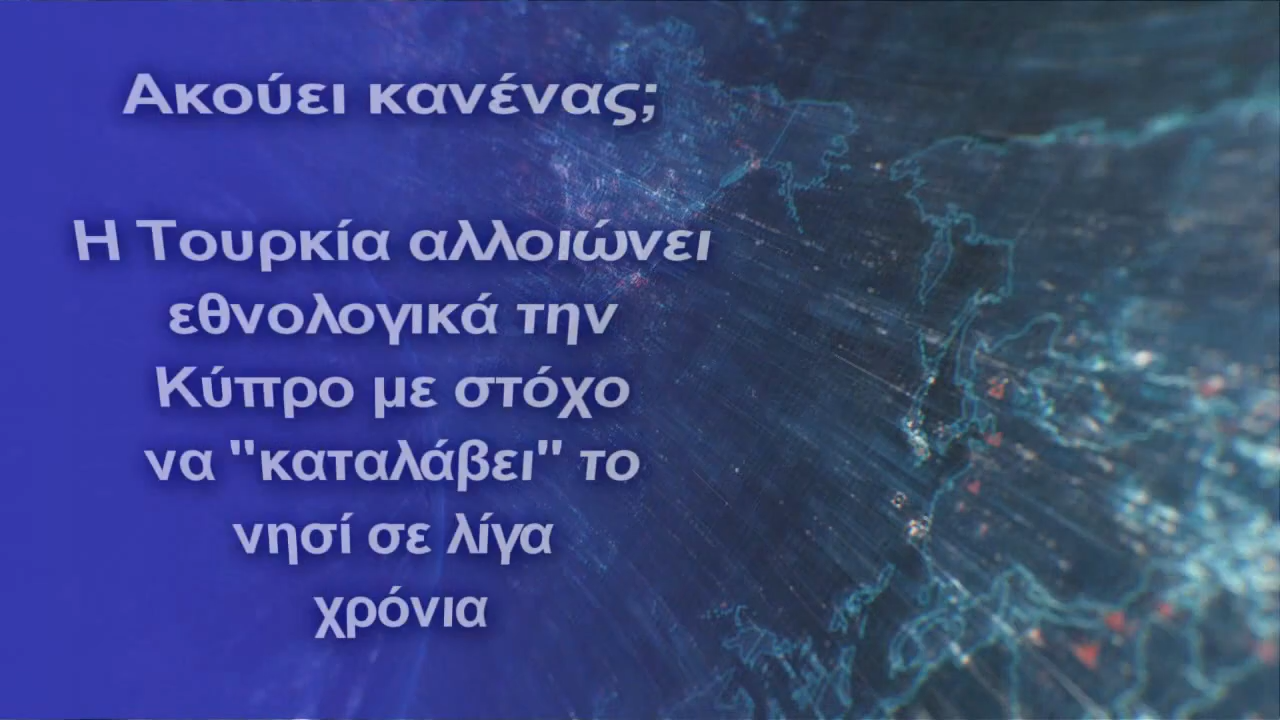 Ακούει κανένας;
Η Τουρκία αλλοιώνει
εθνολογικά την
Κύπρο με στόχο
να "καταλάβει" το
νησί σε λίγα
χρόνια